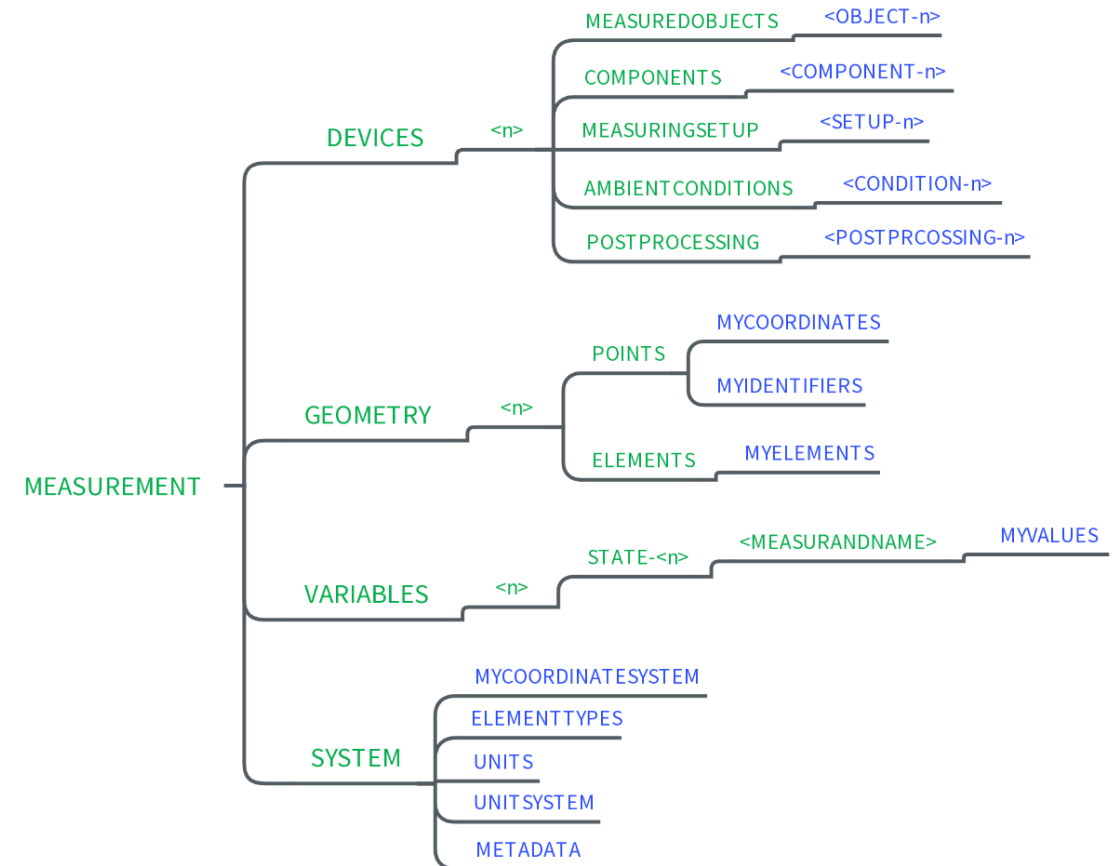 MEASUREMENT
DEVICES
<n>
MEASUREDOBJECTS
<OBJECT-n>
COMPONENTS
<COMPONENT-n>
MEASURINGSETUP
<SETUP-n>
AMBIENTCONDITIONS
<CONDITION-n>
POSTPROCESSING
<POSTPRCOSSING-n>
GEOMETRY
<n>
POINTS
MYCOORDINATES
MYIDENTIFIERS
ELEMENTS
MYELEMENTS
VARIABLES
<n>
STATE-<n>
<MEASURANDNAME>
MYVALUES
SYSTEM
MYCOORDINATESYSTEM
ELEMENTTYPES
UNITS
UNITSYSTEM
METADATA